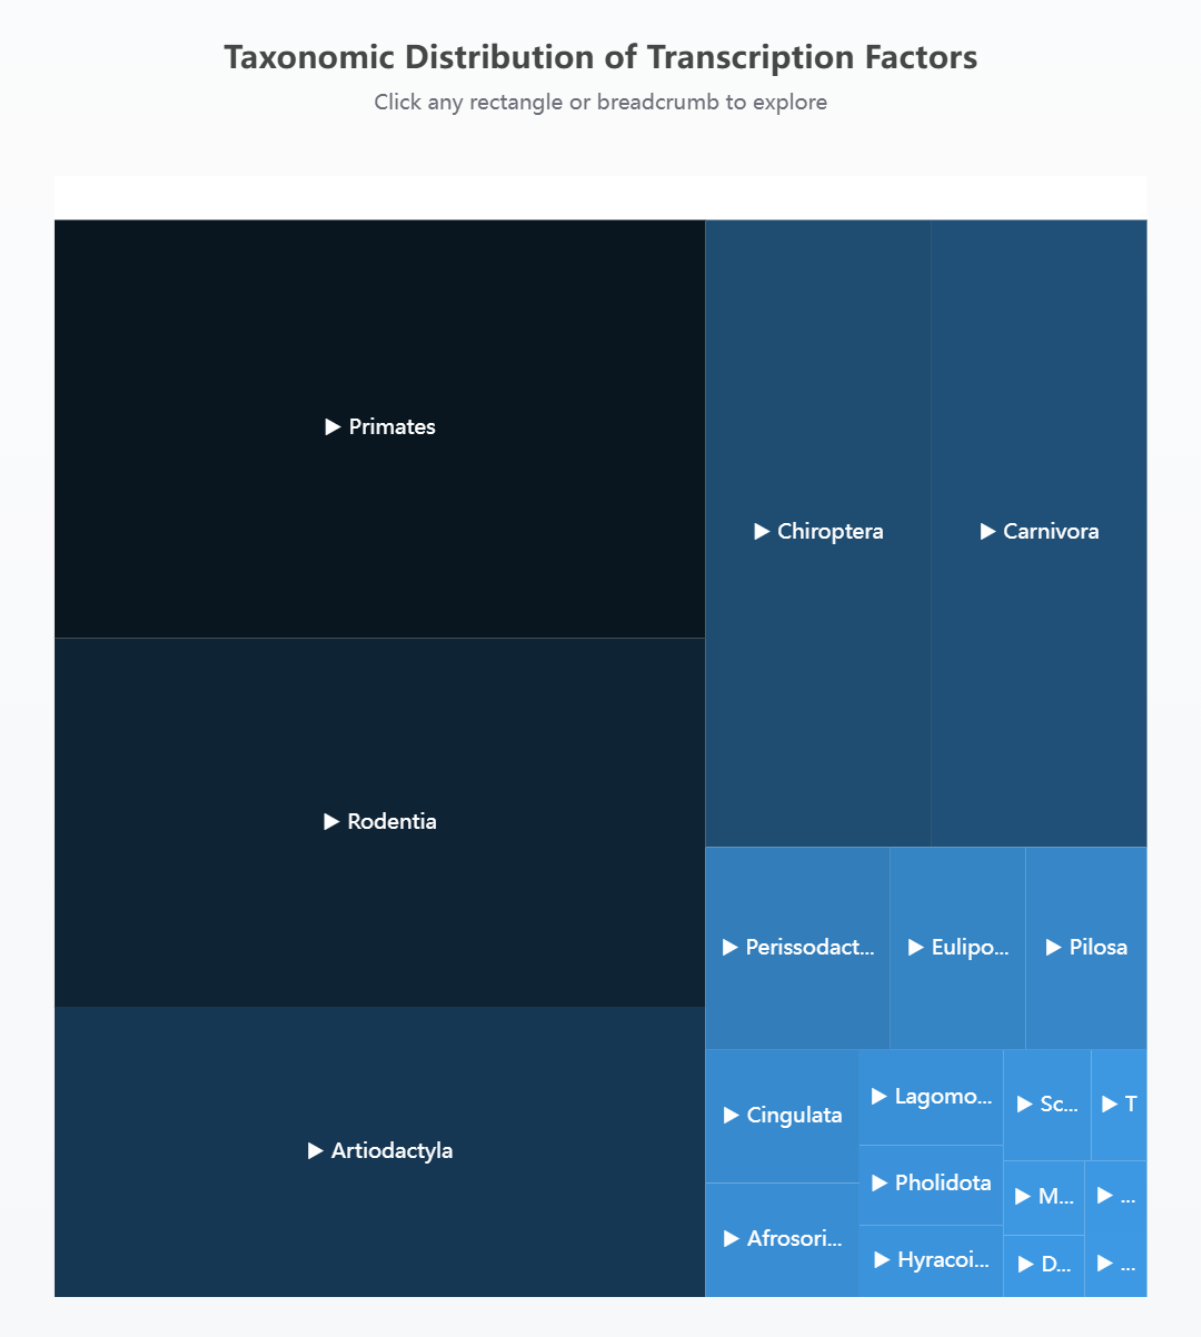 Taxonomic Distribution of Transcription Factors
Click any rectangle or breadcrumb to explore
▶ Primates
▶ Chiroptera
▶ Carnivora
▶ Rodentia
▶ Artiodactyla
▶ Perissodact...
▶ Eulipo...
▶ Pilosa
▶ Cingulata
▶ Lagomo...
▶ Sc...
▶ T
▶ Pholidota
▶ M...
▶ ...
▶ Afrosori...
▶ Hyracoi...
▶ D...
▶ ...